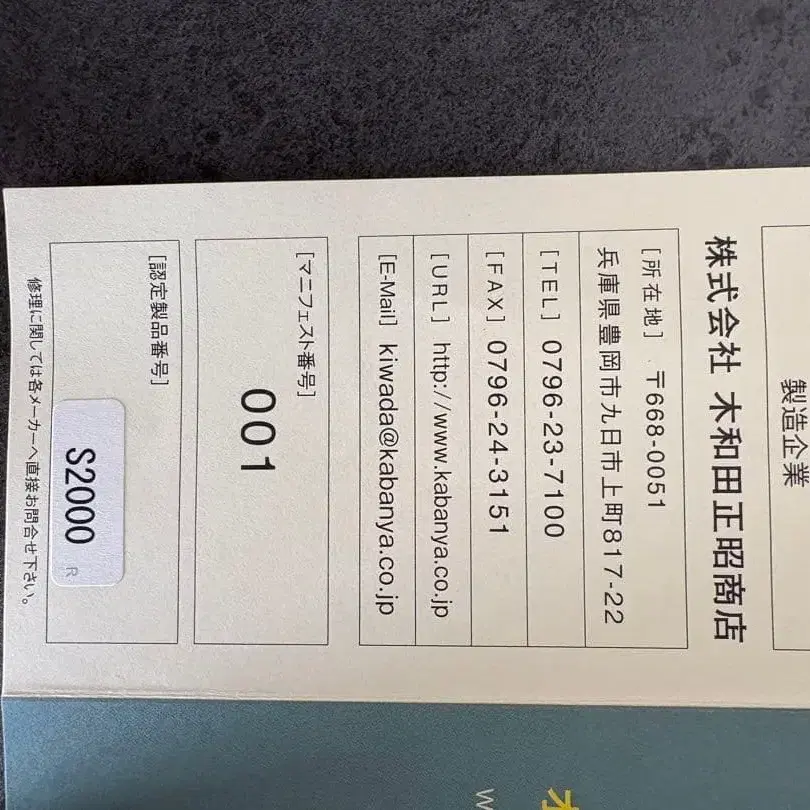 製造企業
株式会社 木和田正昭商店
[所在地] 〒668-0051
兵庫県豊岡市九日市上町817-22
[TEL] 0796-23-7100
[FAX] 0796-24-3151
[URL] http://www.kabanya.co.jp
[E-Mail] kiwada@kabanya.co.jp
[マニフェスト番号]
001
[認定製品番号]
S2000
R
修理に関しては各メーカーへ直接お問合せ下さい。